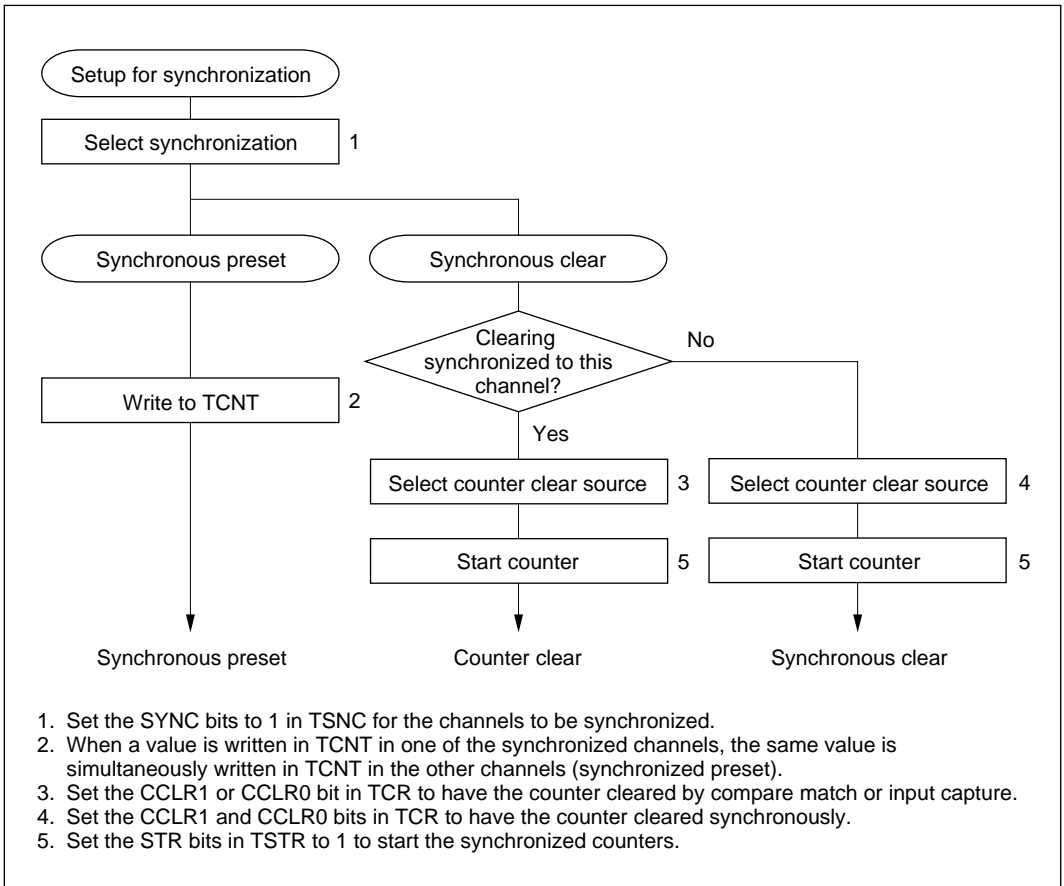 Setup for synchronization
Select synchronization 1
Synchronous preset Synchronous clear
Clearing
synchronized to this
channel?
No
Write to TCNT 2
Yes
Select counter clear source 3 Select counter clear source 4
Start counter 5 Start counter 5
Synchronous preset Counter clear Synchronous clear
1. Set the SYNC bits to 1 in TSNC for the channels to be synchronized.
2. When a value is written in TCNT in one of the synchronized channels, the same value is
simultaneously written in TCNT in the other channels (synchronized preset).
3. Set the CCLR1 or CCLR0 bit in TCR to have the counter cleared by compare match or input capture.
4. Set the CCLR1 and CCLR0 bits in TCR to have the counter cleared synchronously.
5. Set the STR bits in TSTR to 1 to start the synchronized counters.